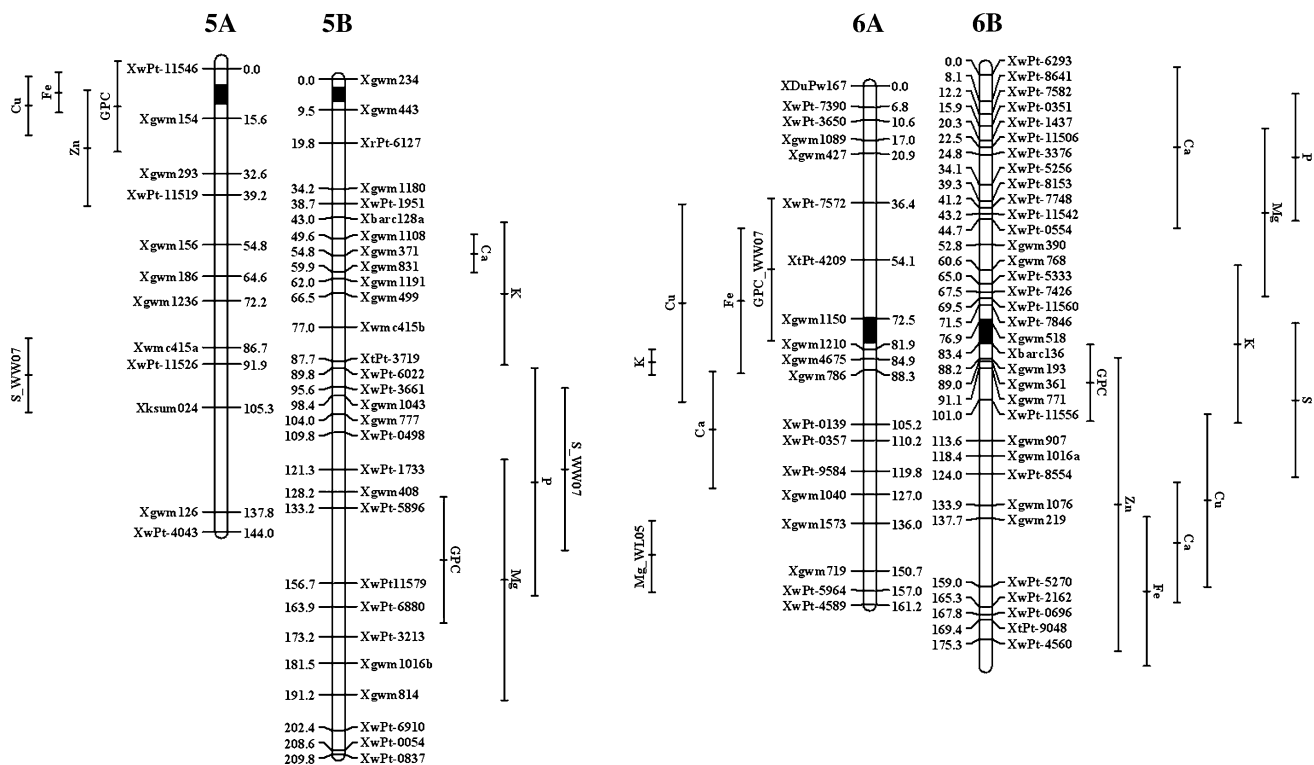 5A
XwPt-11546 0.0
Xgwm154 15.6
Xgwm293 32.6
XwPt-11519 39.2
Xgwm156 54.8
Xgwm186 64.6
Xgwm1236 72.2
Xwmc415a 86.7
XwPt-11526 91.9
Xksum024 105.3
Xgwm126 137.8
XwPt-4043 144.0
Cu
Fe
Zn
GPC
S_WW07
5B
0.0 Xgwm234
9.5 Xgwm443
19.8 XrPt-6127
34.2 Xgwm1180
38.7 XwPt-1951
43.0 Xbarc128a
49.6 Xgwm1108
54.8 Xgwm371
59.9 Xgwm831
62.0 Xgwm1191
66.5 Xgwm499
77.0 Xwmc415b
87.7 XtPt-3719
89.8 XwPt-6022
95.6 XwPt-3661
98.4 Xgwm1043
104.0 Xgwm777
109.8 XwPt-0498
121.3 XwPt-1733
128.2 Xgwm408
133.2 XwPt-5896
156.7 XwPt11579
163.9 XwPt-6880
173.2 XwPt-3213
181.5 Xgwm1016b
191.2 Xgwm814
202.4 XwPt-6910
208.6 XwPt-0054
209.8 XwPt-0837
Ca
K
GPC
Mg
P
S_WW07
6A
XDuPw167 0.0
XwPt-7390 6.8
XwPt-3650 10.6
Xgwm1089 17.0
Xgwm427 20.9
XwPt-7572 36.4
XtPt-4209 54.1
Xgwm1150 72.5
Xgwm1210 81.9
Xgwm4675 84.9
Xgwm786 88.3
XwPt-0139 105.2
XwPt-0357 110.2
XwPt-9584 119.8
Xgwm1040 127.0
Xgwm1573 136.0
Xgwm719 150.7
XwPt-5964 157.0
XwPt-4589 161.2
K
Mg_WL05
Cu
Ca
Fe
GPC_WW07
6B
0.0 XwPt-6293
8.1 XwPt-8641
12.2 XwPt-7582
15.9 XwPt-0351
20.3 XwPt-1437
22.5 XwPt-11506
24.8 XwPt-3376
34.1 XwPt-5256
39.3 XwPt-8153
41.2 XwPt-7748
43.2 XwPt-11542
44.7 XwPt-0554
52.8 Xgwm390
60.6 Xgwm768
65.0 XwPt-5333
67.5 XwPt-7426
69.5 XwPt-11560
71.5 XwPt-7846
76.9 Xgwm518
83.4 Xbarc136
88.2 Xgwm193
89.0 Xgwm361
91.1 Xgwm771
101.0 XwPt-11556
113.6 Xgwm907
118.4 Xgwm1016a
124.0 XwPt-8554
133.9 Xgwm1076
137.7 Xgwm219
159.0 XwPt-5270
165.3 XwPt-2162
167.8 XwPt-0696
169.4 XtPt-9048
175.3 XwPt-4560
GPC
Zn
Fe
Ca
Ca
Cu
K
Mg
P
S